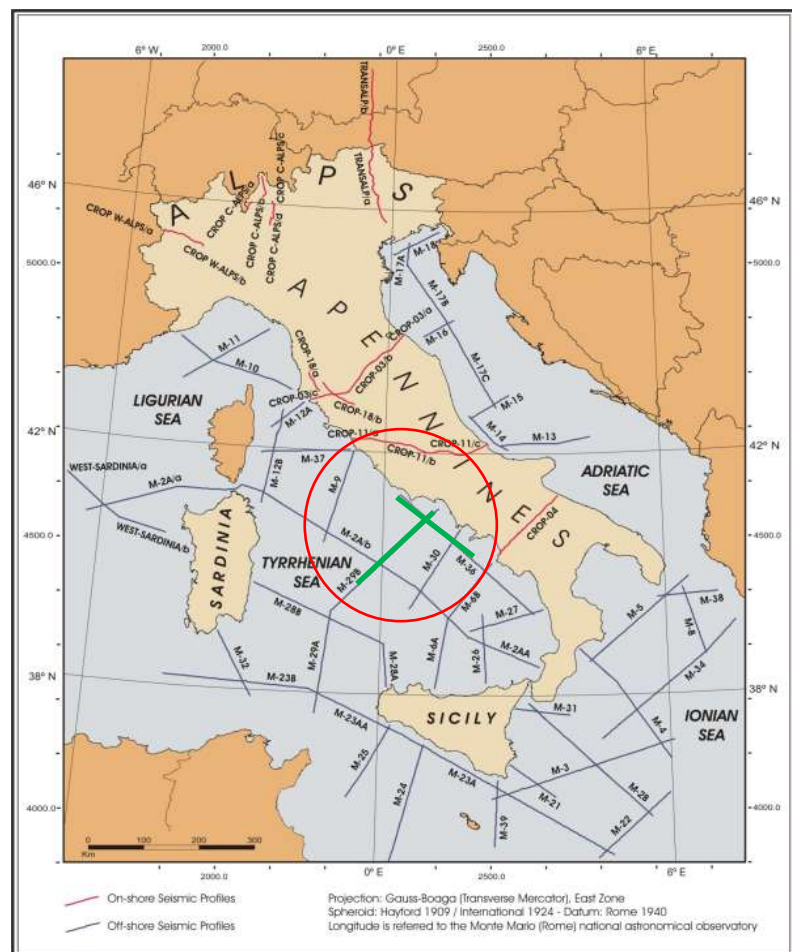 6° W
2000.0
0° E
2500.0
6° E
TRANSALP/b
TRANSALP/a
CROP C-ALPS/c
CROP C-ALPS/a
CROP C-ALPS/b
CROP C-ALPS/d
A L P S
46° N
46° N
CROP W-ALPS/a
CROP W-ALPS/b
M-18
M-17A
5000.0
5000.0
M-17B
A P E N N I N E S
CROP-03/a
M-16
M-11
CROP-18/a
CROP-03/b
M-17C
M-10
LIGURIAN
SEA
CROP-03/c
M-12A
CROP-18/b
M-15
M-14
M-13
42° N
42° N
CROP-11/a
CROP-11/c
CROP-11/b
M-37
M-12B
M-9
ADRIATIC
SEA
WEST-SARDINIA/a
M-2A/a
WEST-SARDINIA/b
SARDINIA
M-2A/b
CROP-04
4500.0
4500.0
TYRRHENIAN
SEA
M-29B
M-30
M-36
M-6B
M-28B
M-27
M-5
M-38
M-8
M-29A
M-28A
M-6A
M-26
M-2AA
M-32
M-34
38° N
38° N
M-23B
SICILY
M-31
IONIAN
SEA
M-4
M-23AA
M-25
M-3
M-23A
M-24
M-21
M-28
M-39
M-22
4000.0
4000.0
0 100 200 300
Km
2000.0
0° E
2500.0
6° E
On-shore Seismic Profiles
Off-shore Seismic Profiles
Projection: Gauss-Boaga (Transverse Mercator), East Zone
Spheroid: Hayford 1909 / International 1924 - Datum: Rome 1940
Longitude is referred to the Monte Mario (Rome) national astronomical observatory